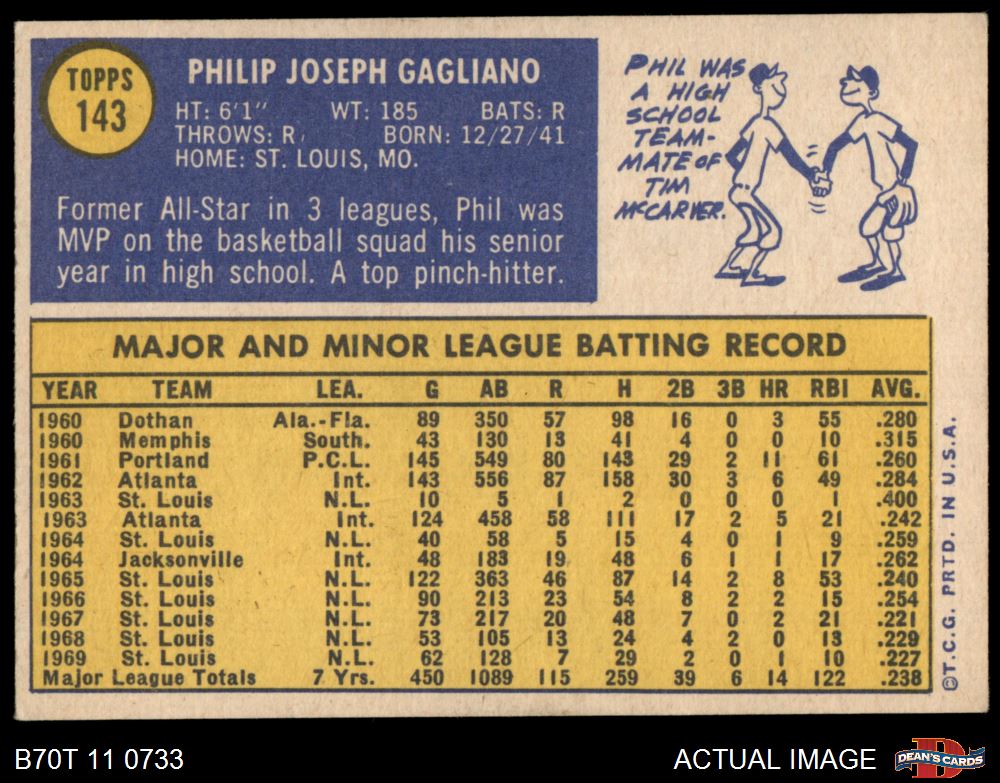 TOPPS
143
PHILIP JOSEPH GAGLIANO
HT: 6'1" WT: 185 BATS: R
THROWS: R, BORN: 12/27/41
HOME: ST. LOUIS, MO.
Former All-Star in 3 leagues, Phil was
MVP on the basketball squad his senior
year in high school. A top pinch-hitter.
PHIL WAS
A HIGH
SCHOOL
TEAM-
MATE OF
TIM
McCARVER.
MAJOR AND MINOR LEAGUE BATTING RECORD
YEAR TEAM LEA. G AB R H 2B 3B HR RBI AVG.
1960 Dothan Ala.-Fla. 89 350 57 98 16 0 3 55 .280
1960 Memphis South. 43 130 13 41 4 0 0 10 .315
1961 Portland P.C.L. 145 549 80 143 29 2 11 61 .260
1962 Atlanta Int. 143 556 87 158 30 3 6 49 .284
1963 St. Louis N.L. 10 5 1 2 0 0 0 1 .400
1963 Atlanta Int. 124 458 58 111 17 2 5 21 .242
1964 St. Louis N.L. 40 58 5 15 4 0 1 9 .259
1964 Jacksonville Int. 48 183 19 48 6 1 1 17 .262
1965 St. Louis N.L. 122 363 46 87 14 2 8 53 .240
1966 St. Louis N.L. 90 213 23 54 8 2 2 15 .254
1967 St. Louis N.L. 73 217 20 48 7 0 2 21 .221
1968 St. Louis N.L. 53 105 13 24 4 2 0 13 .229
1969 St. Louis N.L. 62 128 7 29 2 0 1 10 .227
Major League Totals 7 Yrs. 450 1089 115 259 39 6 14 122 .238
©T.C.G. PRTD. IN U.S.A.
B70T 11 0733
ACTUAL IMAGE
D
DEAN'S CARDS